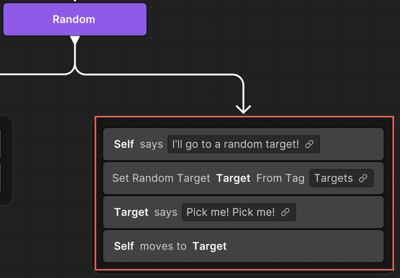 Random
Self says I'll go to a random target!
Set Random Target Target From Tag Targets
Target says Pick me! Pick me!
Self moves to Target